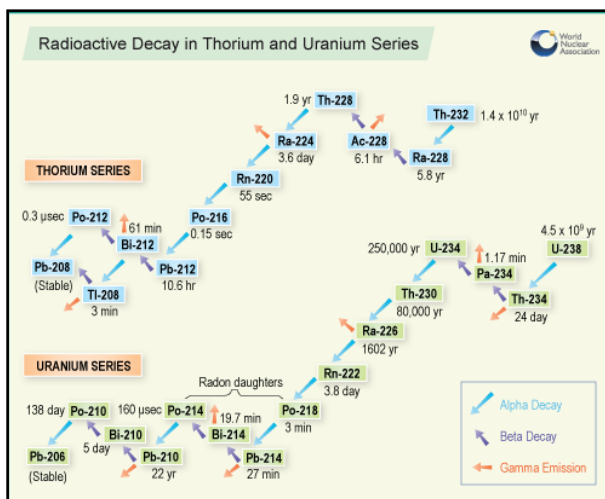 Radioactive Decay in Thorium and Uranium Series
World
Nuclear
Association
1.9 yr Th-228
Th-232 1.4 x 10¹⁰ yr
Ra-224
3.6 day
Ac-228
6.1 hr
Ra-228
5.8 yr
THORIUM SERIES
Rn-220
55 sec
0.3 µsec Po-212
61 min
Bi-212
Po-216
0.15 sec
Pb-208
(Stable)
Pb-212
10.6 hr
Tl-208
3 min
4.5 x 10⁹ yr
250,000 yr U-234
1.17 min
U-238
Pa-234
Th-230
80,000 yr
Th-234
24 day
Ra-226
1602 yr
URANIUM SERIES
Rn-222
3.8 day
Radon daughters
138 day Po-210
160 µsec Po-214
19.7 min
Po-218
3 min
Bi-210
5 day
Bi-214
Pb-206
(Stable)
Pb-210
22 yr
Pb-214
27 min
Alpha Decay
Beta Decay
Gamma Emission